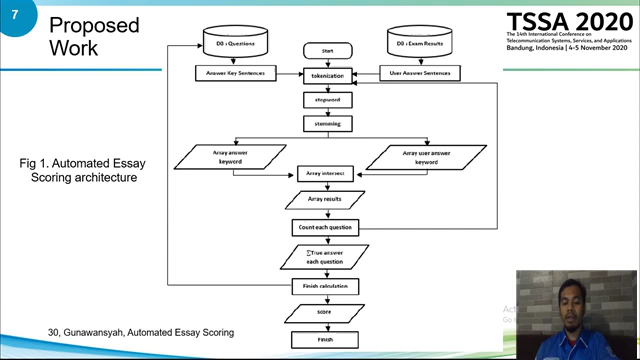 7
Proposed
Work
TSSA 2020
The 14th International Conference on
Telecommunication Systems, Services, and Applications
Bandung, Indonesia | 4-5 November 2020
DB : Questions
Start
DB : Exam Results
Answer Key Sentences
tokenization
User Answer Sentences
stopword
stemming
Array answer
keyword
Array user answer
keyword
Array intersect
Fig 1. Automated Essay
Scoring architecture
Array results
Count each question
∑True answer
each question
Finish calculation
score
Finish
30, Gunawansyah, Automated Essay Scoring